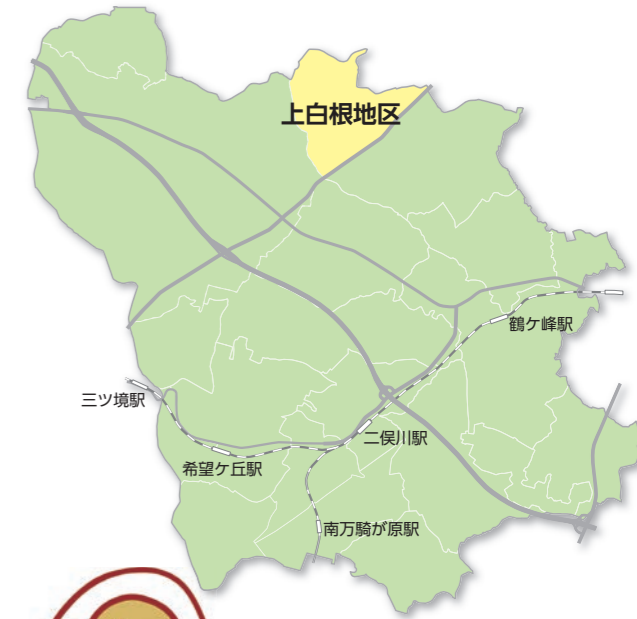 上白根地区
鶴ケ峰駅
三ツ境駅
二俣川駅
希望ケ丘駅
南万騎が原駅